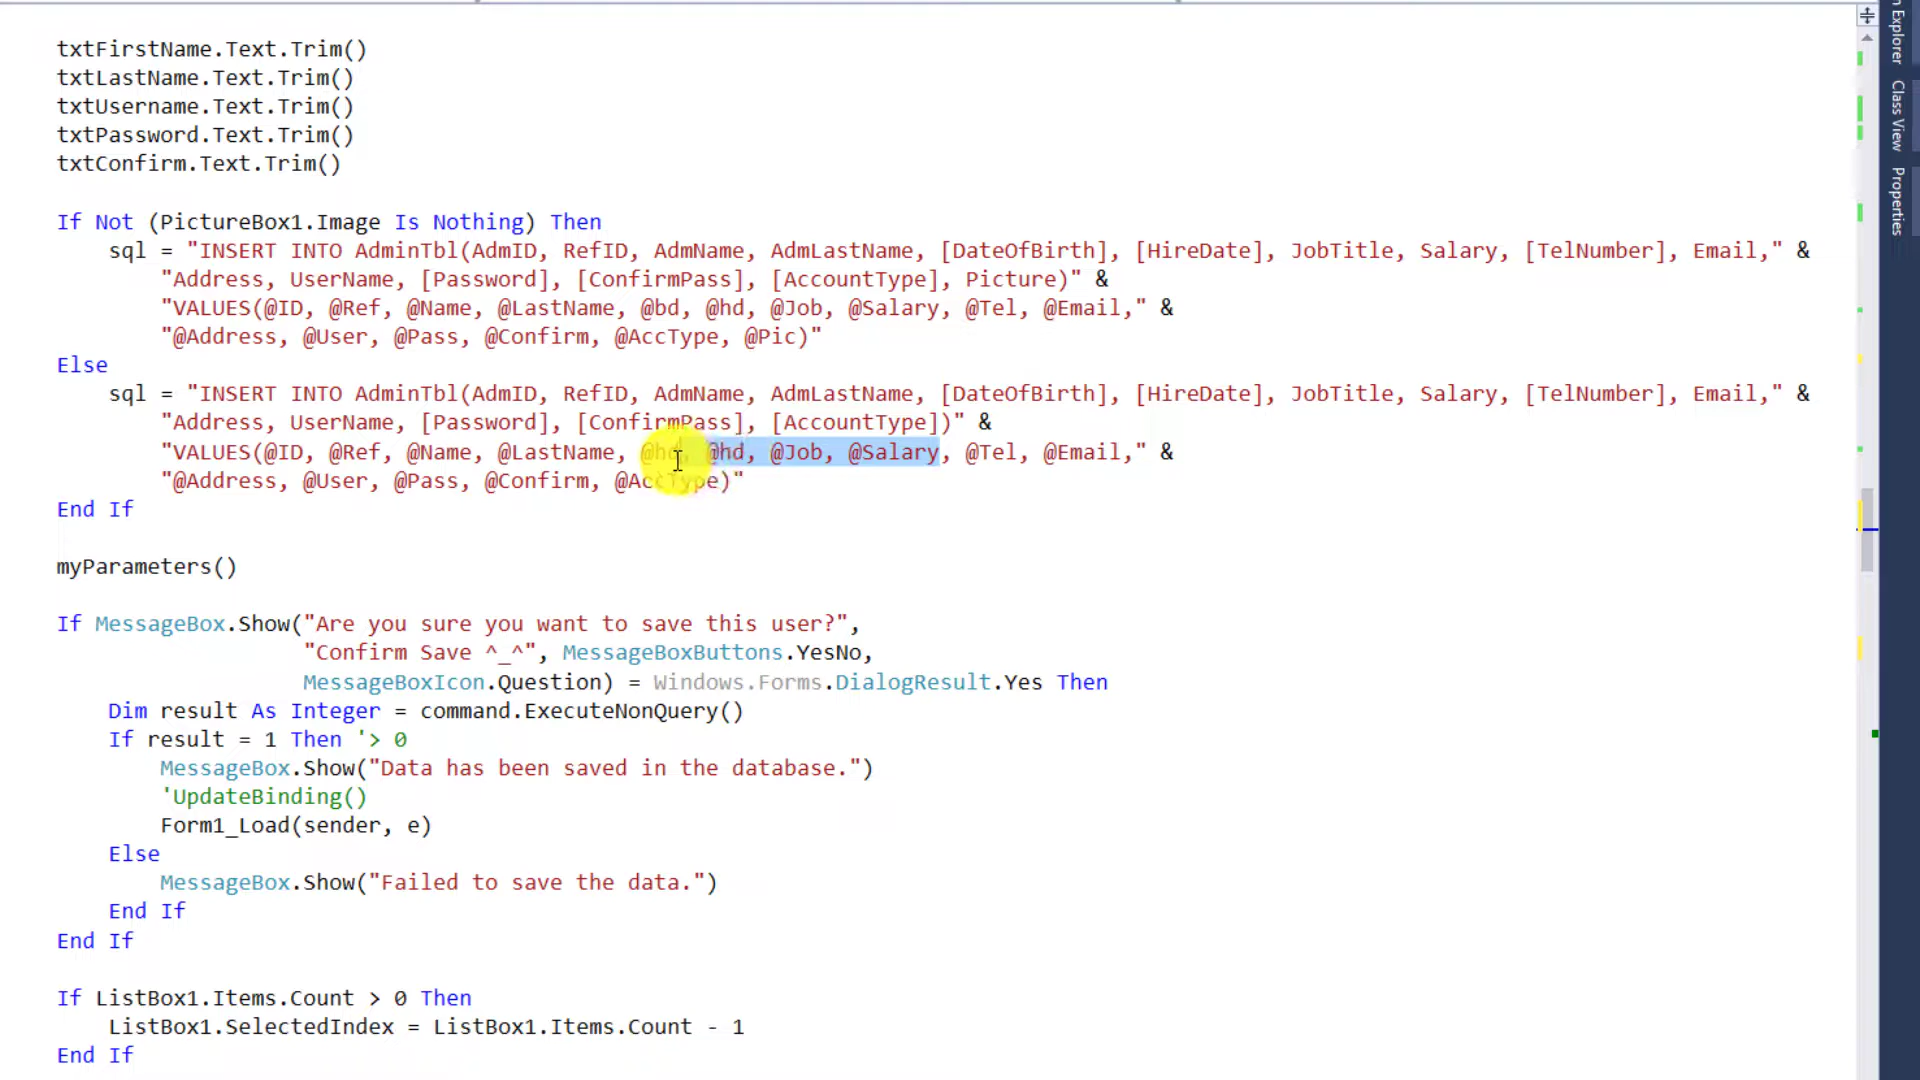 txtFirstName.Text.Trim()
txtLastName.Text.Trim()
txtUsername.Text.Trim()
txtPassword.Text.Trim()
txtConfirm.Text.Trim()
If Not (PictureBox1.Image Is Nothing) Then
sql = "INSERT INTO AdminTbl(AdmID, RefID, AdmName, AdmLastName, [DateOfBirth], [HireDate], JobTitle, Salary, [TelNumber], Email," &
"Address, UserName, [Password], [ConfirmPass], [AccountType], Picture)" &
"VALUES(@ID, @Ref, @Name, @LastName, @bd, @hd, @Job, @Salary, @Tel, @Email," &
"@Address, @User, @Pass, @Confirm, @AccType, @Pic)"
Else
sql = "INSERT INTO AdminTbl(AdmID, RefID, AdmName, AdmLastName, [DateOfBirth], [HireDate], JobTitle, Salary, [TelNumber], Email," &
"Address, UserName, [Password], [ConfirmPass], [AccountType])" &
"VALUES(@ID, @Ref, @Name, @LastName, @hd, @Job, @Salary, @Tel, @Email," &
"@Address, @User, @Pass, @Confirm, @AccType)"
End If
myParameters()
If MessageBox.Show("Are you sure you want to save this user?",
"Confirm Save ^_^", MessageBoxButtons.YesNo,
MessageBoxIcon.Question) = Windows.Forms.DialogResult.Yes Then
Dim result As Integer = command.ExecuteNonQuery()
If result = 1 Then '> 0
MessageBox.Show("Data has been saved in the database.")
'UpdateBinding()
Form1_Load(sender, e)
Else
MessageBox.Show("Failed to save the data.")
End If
End If
If ListBox1.Items.Count > 0 Then
ListBox1.SelectedIndex = ListBox1.Items.Count - 1
End If
Explorer
Class View
Properties